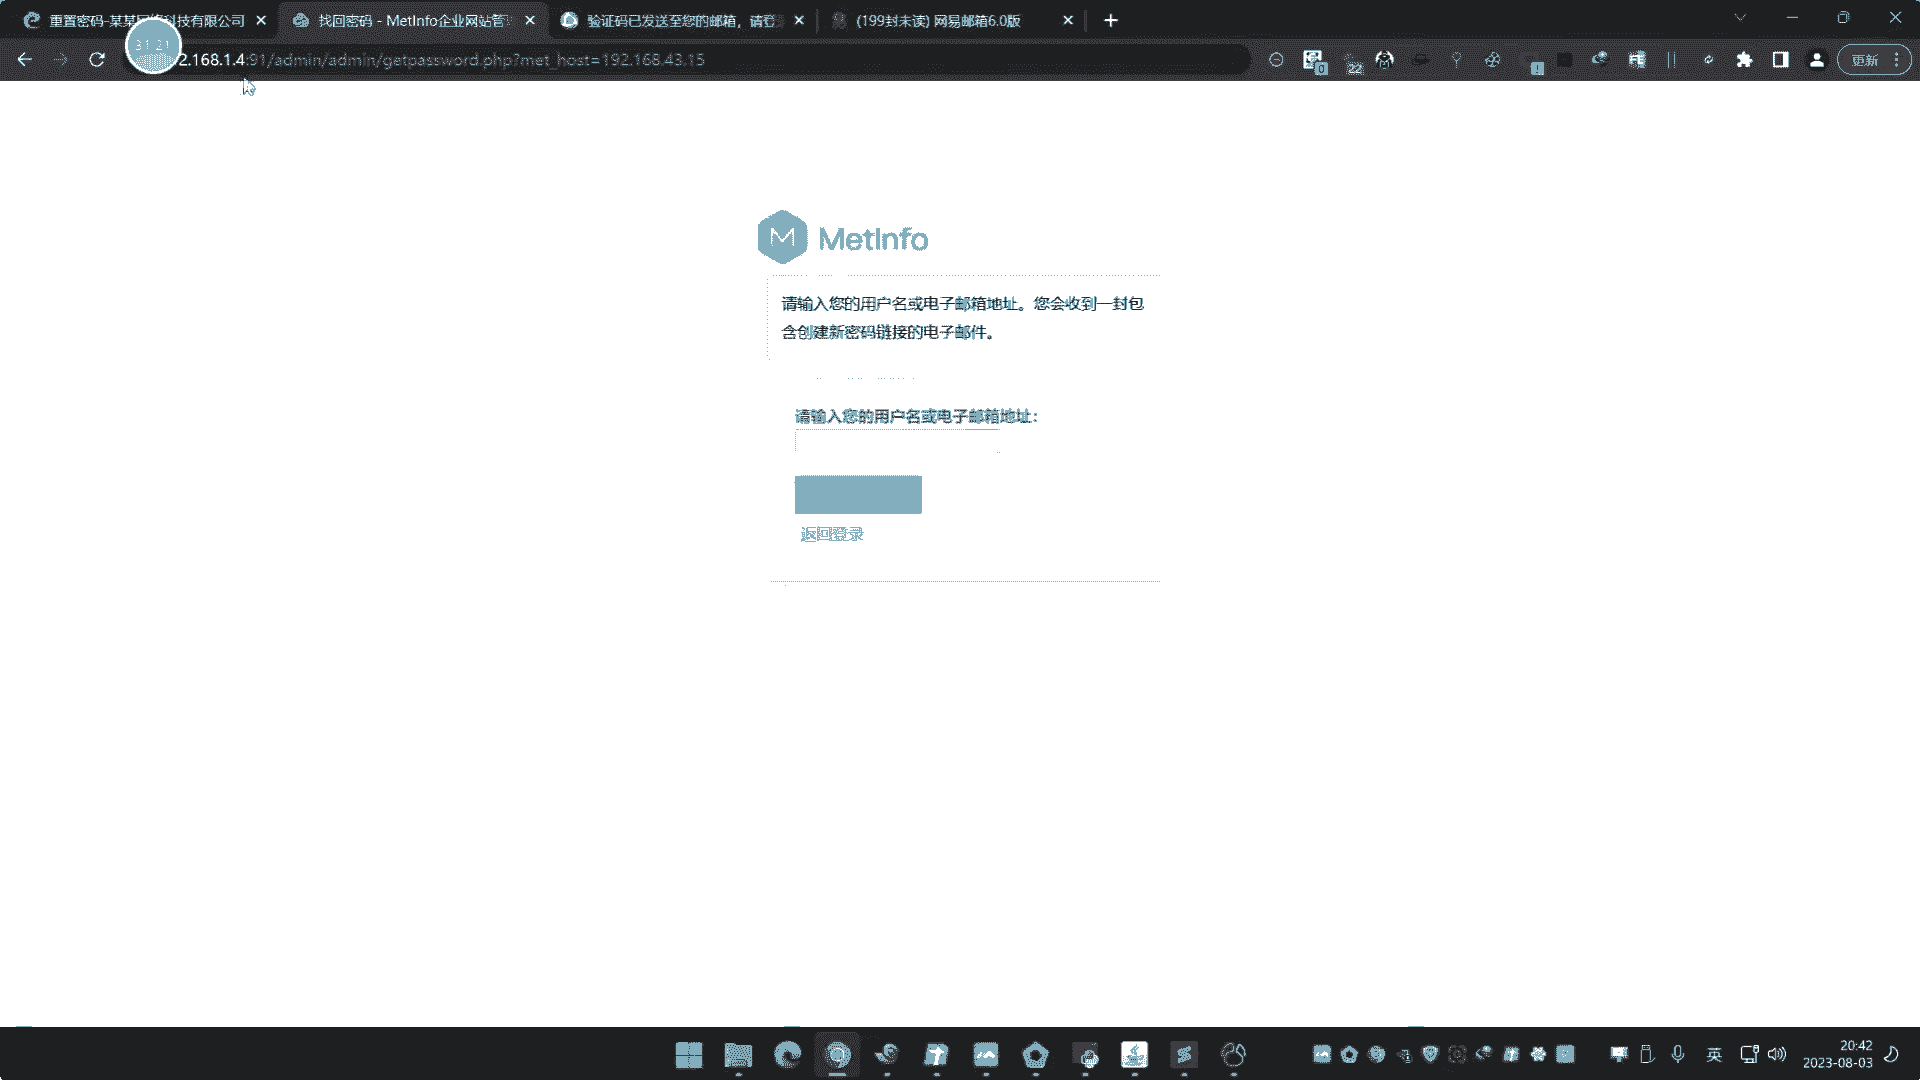 重置密码-某某网络科技有限公司
找回密码 - MetInfo企业网站管
验证码已发送至您的邮箱，请登
(199封未读) 网易邮箱6.0版
31:21
2.168.1.4:91/admin/admin/getpassword.php?met_host=192.168.43.15
0
22
更新
MetInfo
请输入您的用户名或电子邮箱地址。您会收到一封包
含创建新密码链接的电子邮件。
请输入您的用户名或电子邮箱地址：
返回登录
英
20:42
2023-08-03